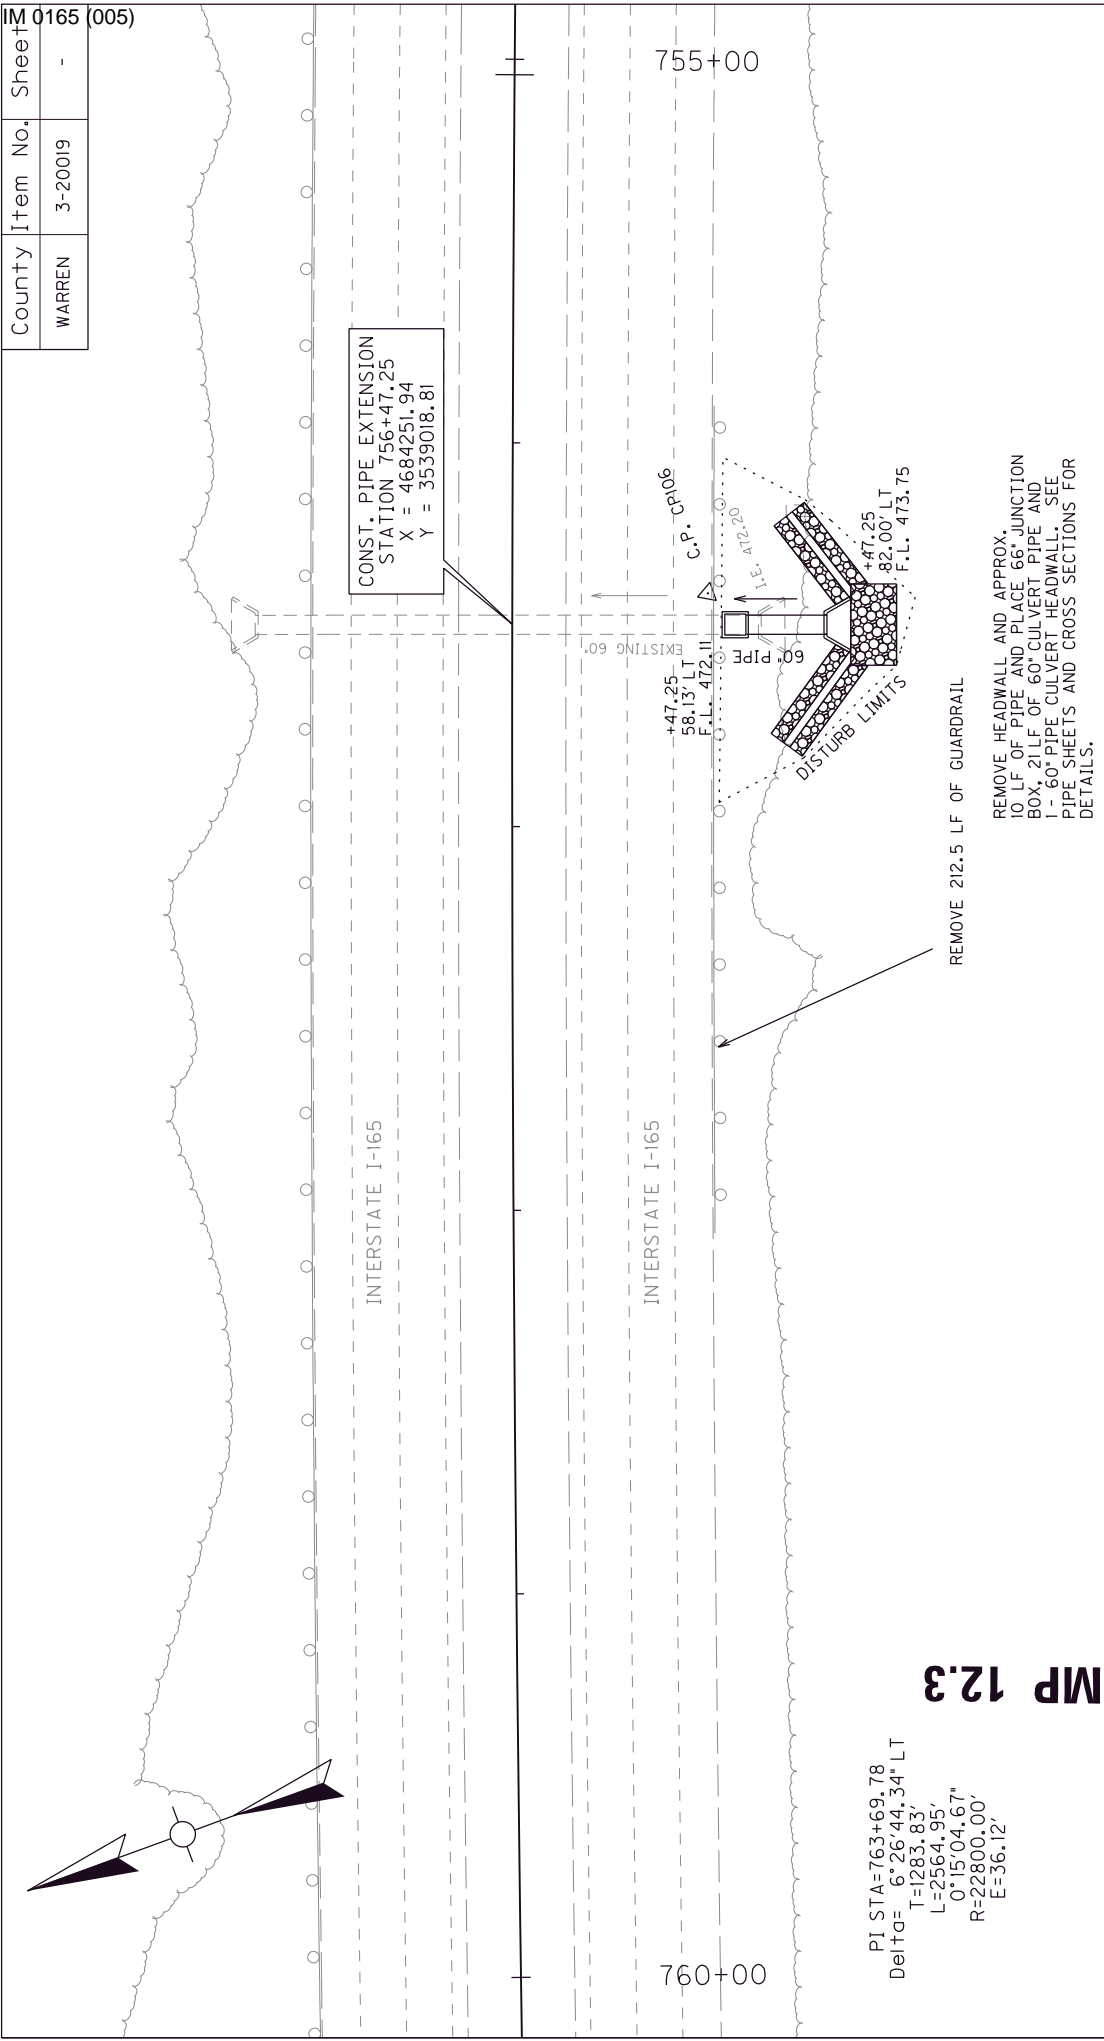 IM 0165 (005)
County Item No. Sheet
WARREN 3-20019 -
755+00
CONST. PIPE EXTENSION
STATION 756+47.25
X = 4684251.94
Y = 3539018.81
C.P. CP106
I.E. 472.20
EXISTING 60"
60" PIPE
+47.25
58.13' LT
F.L. 472.11
+47.25
82.00' LT
F.L. 473.75
DISTURB LIMITS
REMOVE HEADWALL AND APPROX.
10 LF OF PIPE AND PLACE 66" JUNCTION
BOX, 21 LF OF 60" CULVERT PIPE AND
1 - 60" PIPE CULVERT HEADWALL. SEE
PIPE SHEETS AND CROSS SECTIONS FOR
DETAILS.
REMOVE 212.5 LF OF GUARDRAIL
INTERSTATE I-165
INTERSTATE I-165
MP 12.3
PI STA=763+69.78
Delta= 6°26'44.34" LT
T=1283.83'
L=2564.95'
0°15'04.67"
R=22800.00'
E=36.12'
760+00